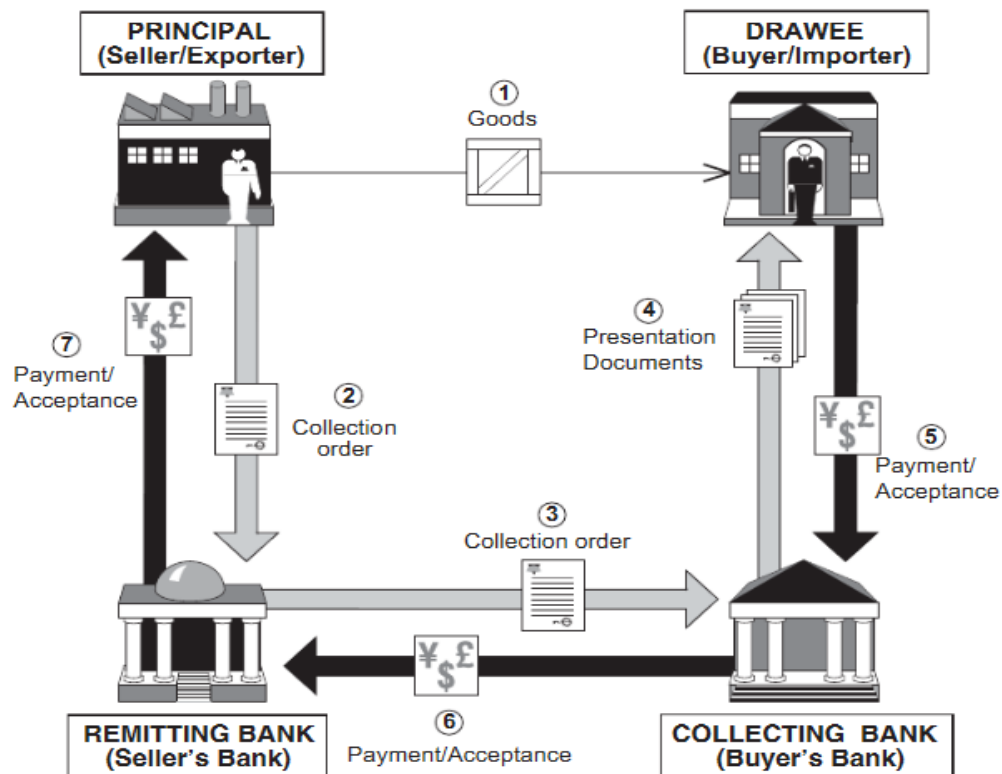 PRINCIPAL
(Seller/Exporter)
DRAWEE
(Buyer/Importer)
1
Goods
¥ $ £
7
Payment/
Acceptance
2
Collection
order
4
Presentation
Documents
¥ $ £
5
Payment/
Acceptance
3
Collection order
¥ $ £
6
Payment/Acceptance
REMITTING BANK
(Seller's Bank)
COLLECTING BANK
(Buyer's Bank)